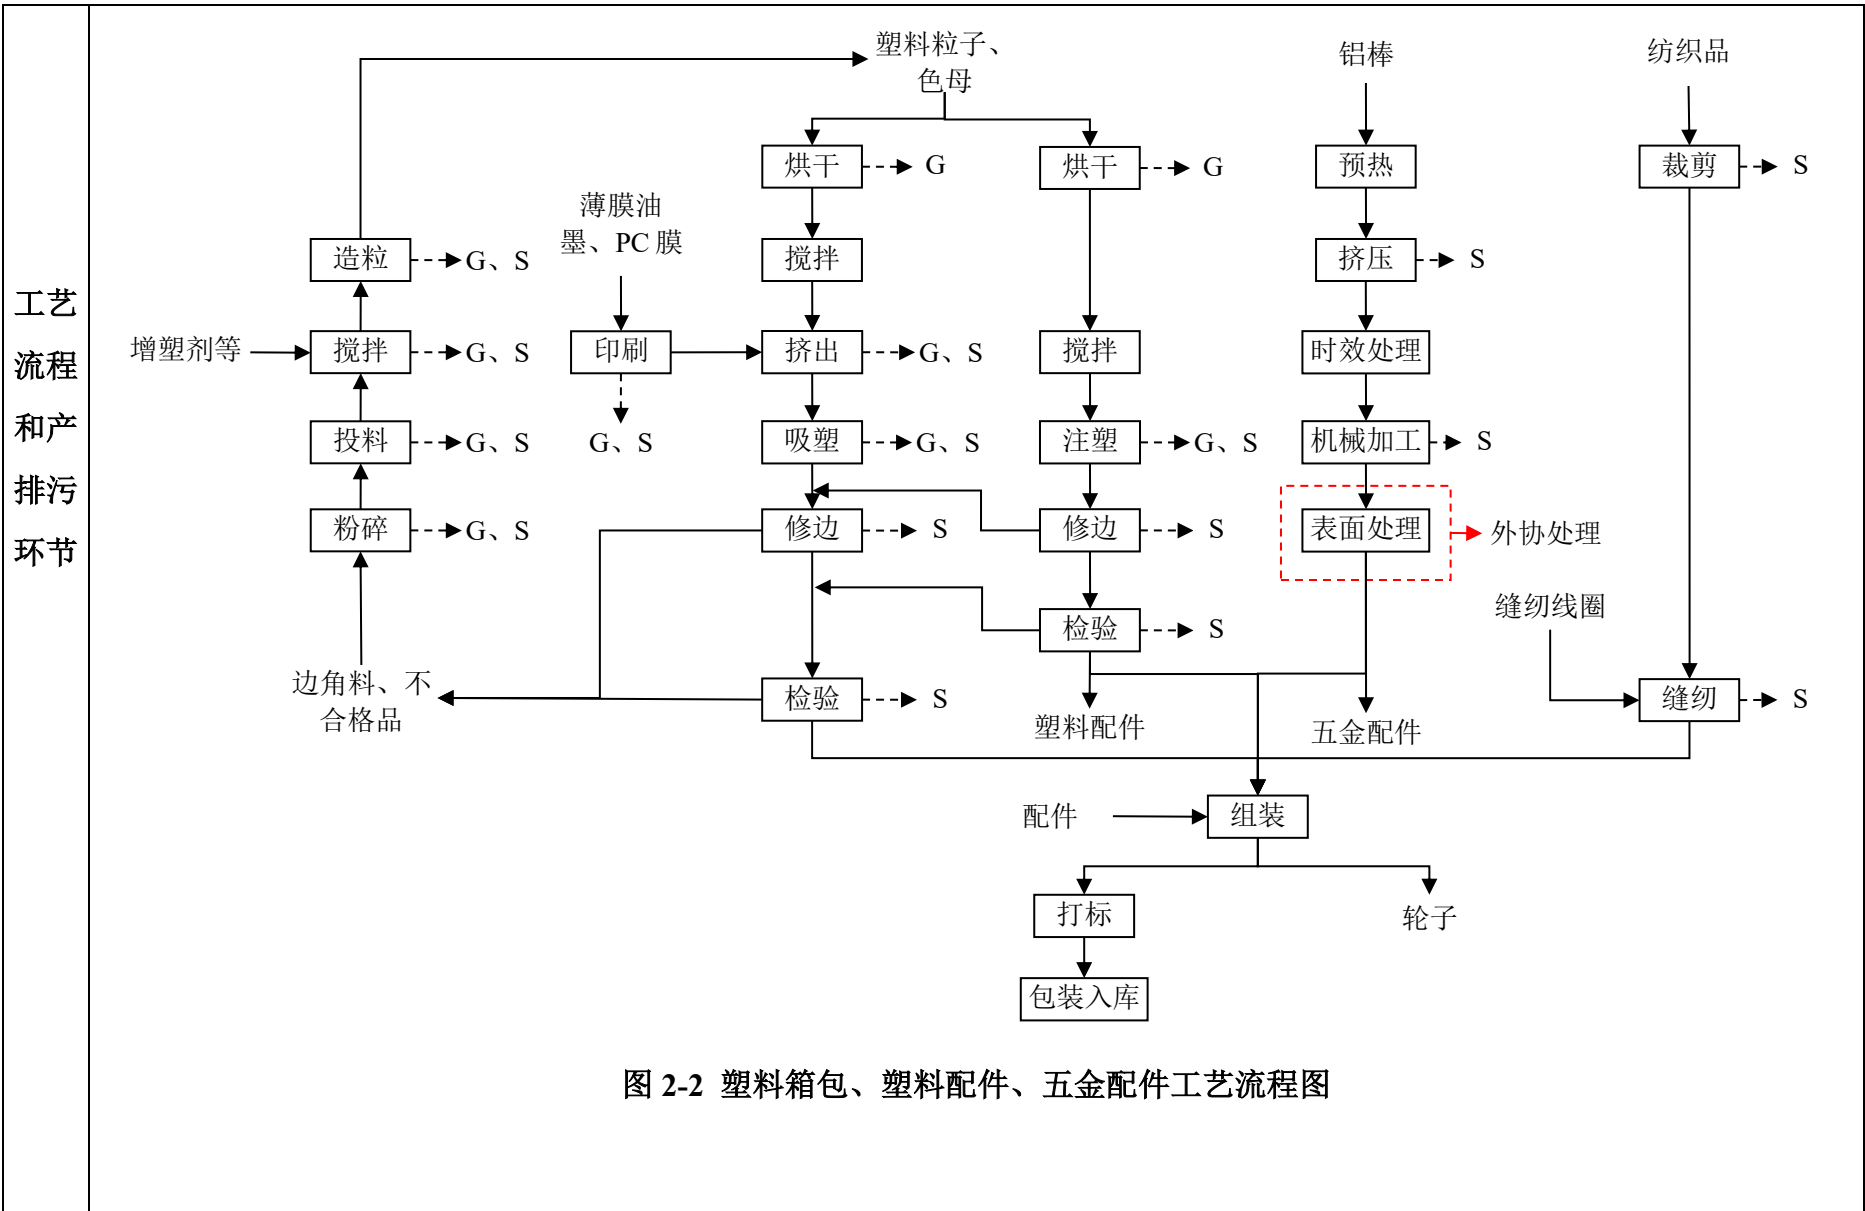 工艺
流程
和产
排污
环节
塑料粒子、
色母
铝棒
纺织品
烘干
G
烘干
G
预热
裁剪
S
薄膜油
墨、PC 膜
造粒
G、S
搅拌
挤压
S
增塑剂等
搅拌
G、S
印刷
挤出
G、S
搅拌
时效处理
投料
G、S
G、S
吸塑
G、S
注塑
G、S
机械加工
S
粉碎
G、S
修边
S
修边
S
表面处理
外协处理
缝纫线圈
检验
S
边角料、不
合格品
检验
S
塑料配件
五金配件
缝纫
S
配件
组装
打标
轮子
包装入库
图 2-2 塑料箱包、塑料配件、五金配件工艺流程图